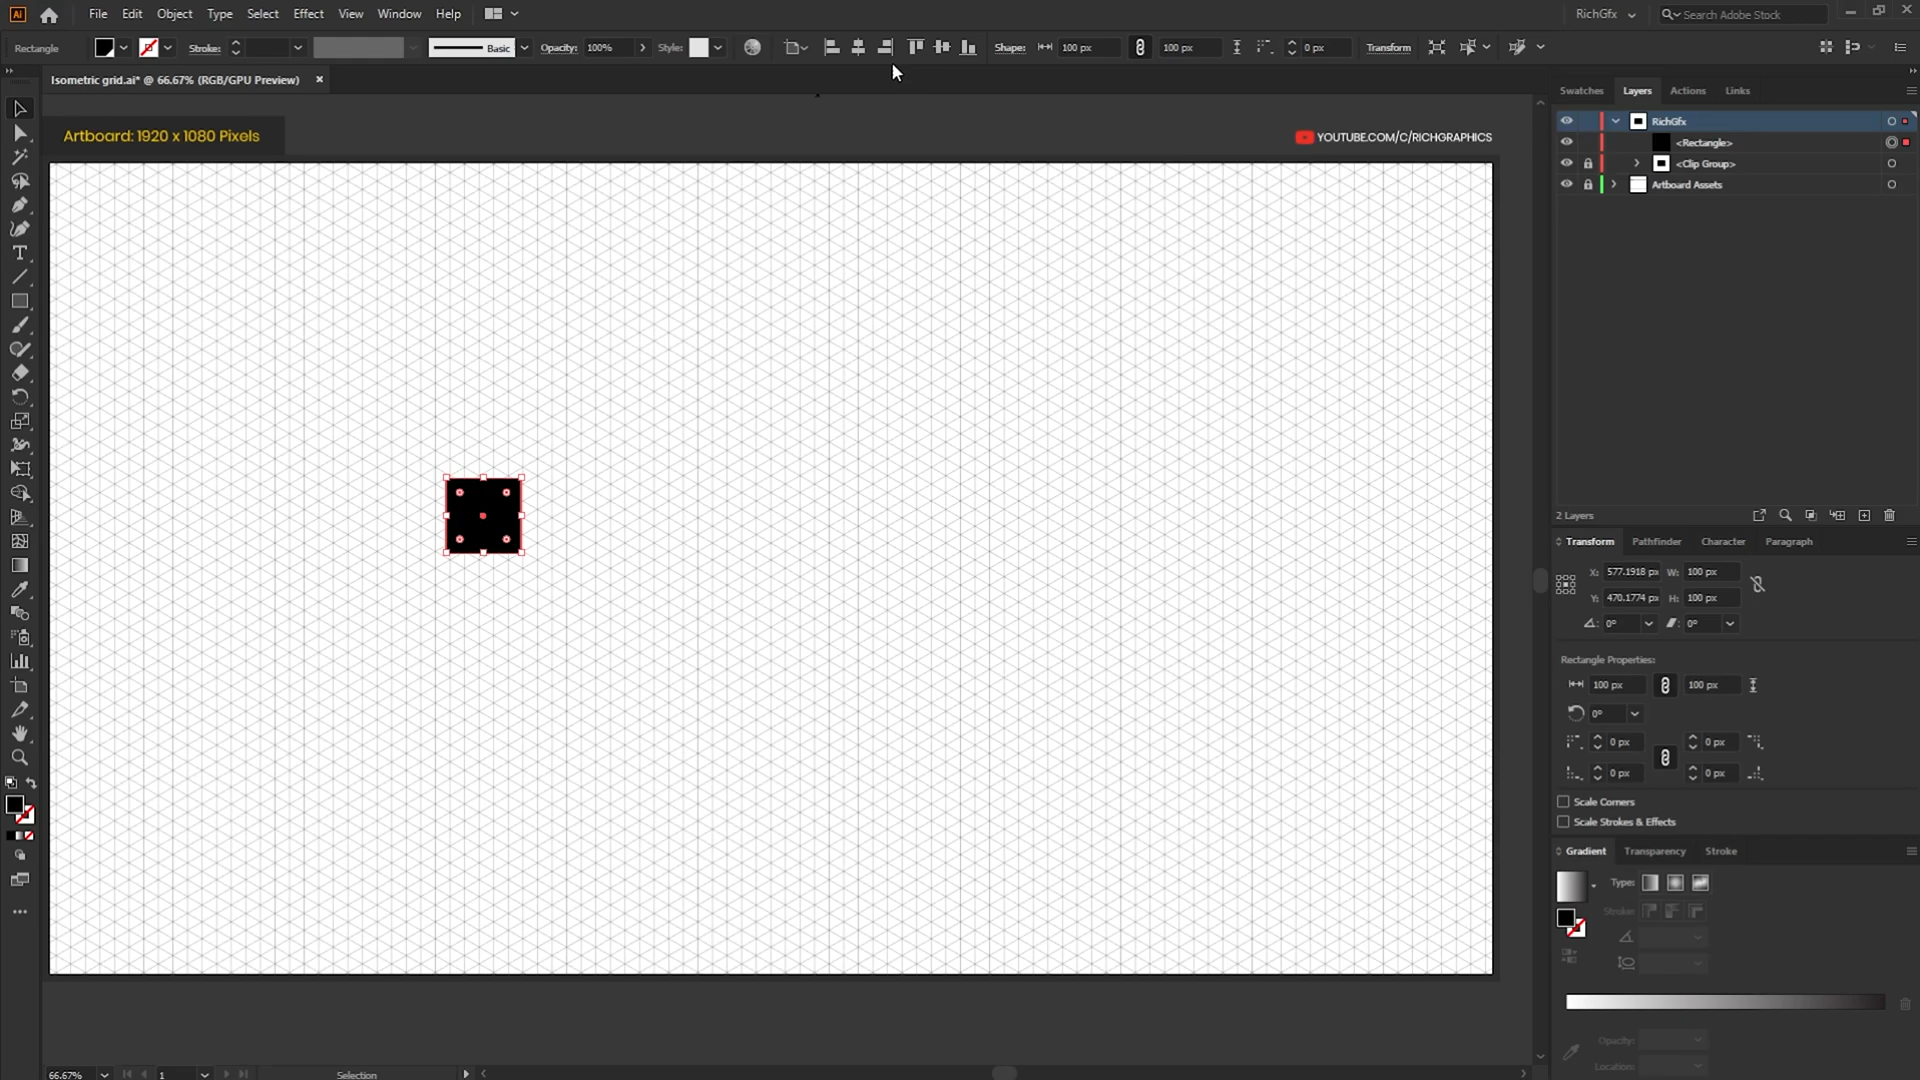 Ai File Edit Object Type Select Effect View Window Help RichGfx Search Adobe Stock
Rectangle Stroke: Basic Opacity: 100% Style: Shape: 100 px 100 px 0 px Transform
Isometric grid.ai* @ 66.67% (RGB/GPU Preview) ×
Swatches Layers Actions Links
RichGfx
<Rectangle>
<Clip Group>
Artboard Assets
Artboard: 1920 x 1080 Pixels
YOUTUBE.COM/C/RICHGRAPHICS
2 Layers
Transform Pathfinder Character Paragraph
X: 577.1918 px W: 100 px
Y: 470.1774 px H: 100 px
0° 0°
Rectangle Properties:
100 px 100 px
0°
0 px 0 px
0 px 0 px
Scale Corners
Scale Strokes & Effects
Gradient Transparency Stroke
Type:
Stroke:
Opacity:
Location:
66.67% 1 Selection